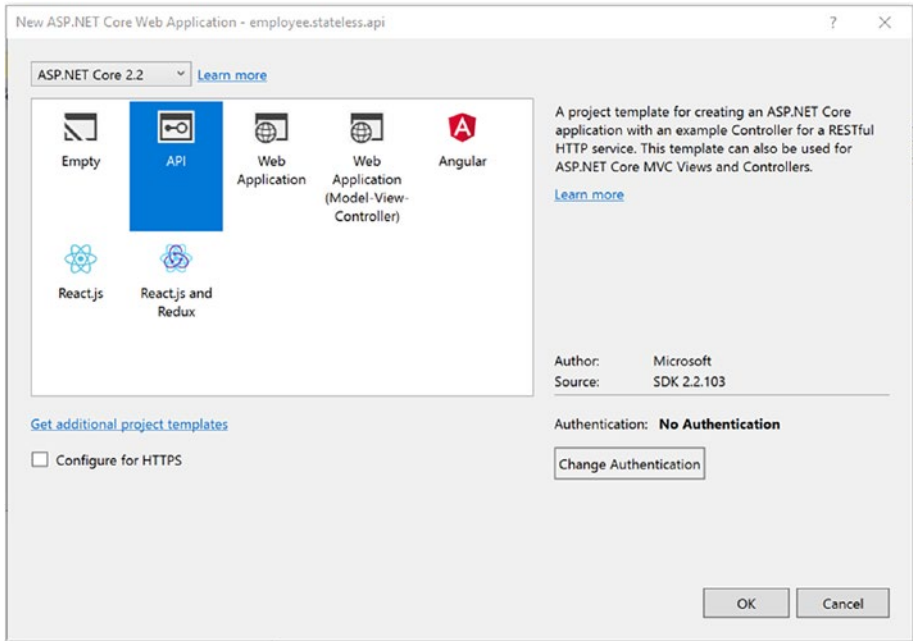 New ASP.NET Core Web Application - employee.stateless.api
ASP.NET Core 2.2
Learn more
Empty
API
Web
Application
Web
Application
(Model-View-
Controller)
Angular
React.js
React.js and
Redux
A project template for creating an ASP.NET Core
application with an example Controller for a RESTful
HTTP service. This template can also be used for
ASP.NET Core MVC Views and Controllers.
Learn more
Author: Microsoft
Source: SDK 2.2.103
Get additional project templates
Configure for HTTPS
Authentication: No Authentication
Change Authentication
OK
Cancel